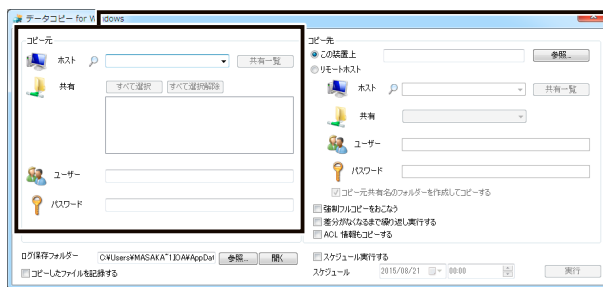 データコピー for Windows
コピー元
ホスト
共有一覧
共有
すべて選択 すべて選択解除
ユーザー
パスワード
コピー先
この装置上
参照...
リモートホスト
ホスト
共有一覧
共有
ユーザー
パスワード
コピー元共有名のフォルダーを作成してコピーする
強制フルコピーをおこなう
差分がなくなるまで繰り返し実行する
ACL 情報もコピーする
ログ保存フォルダー C:¥Users¥MASAKA~1.IOA¥AppDat 参照... 開く
コピーしたファイルを記録する
スケジュール実行する
スケジュール 2015/08/21 00:00 実行